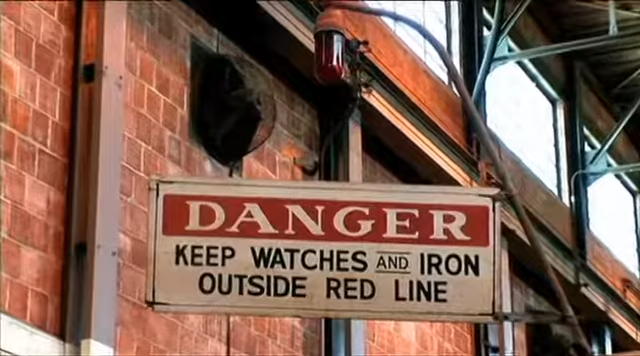 DANGER
KEEP WATCHES AND IRON
OUTSIDE RED LINE